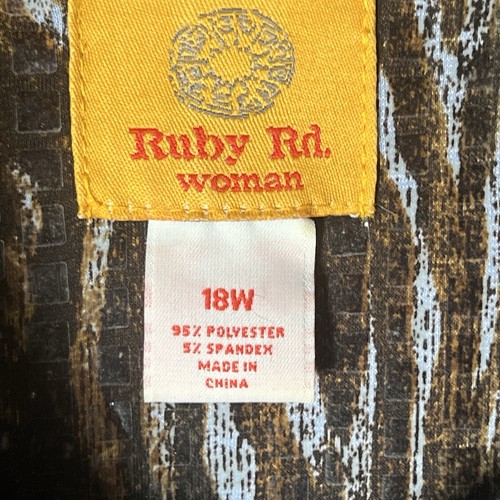 Ruby Rd.
woman
18W
95% POLYESTER
5% SPANDEX
MADE IN
CHINA